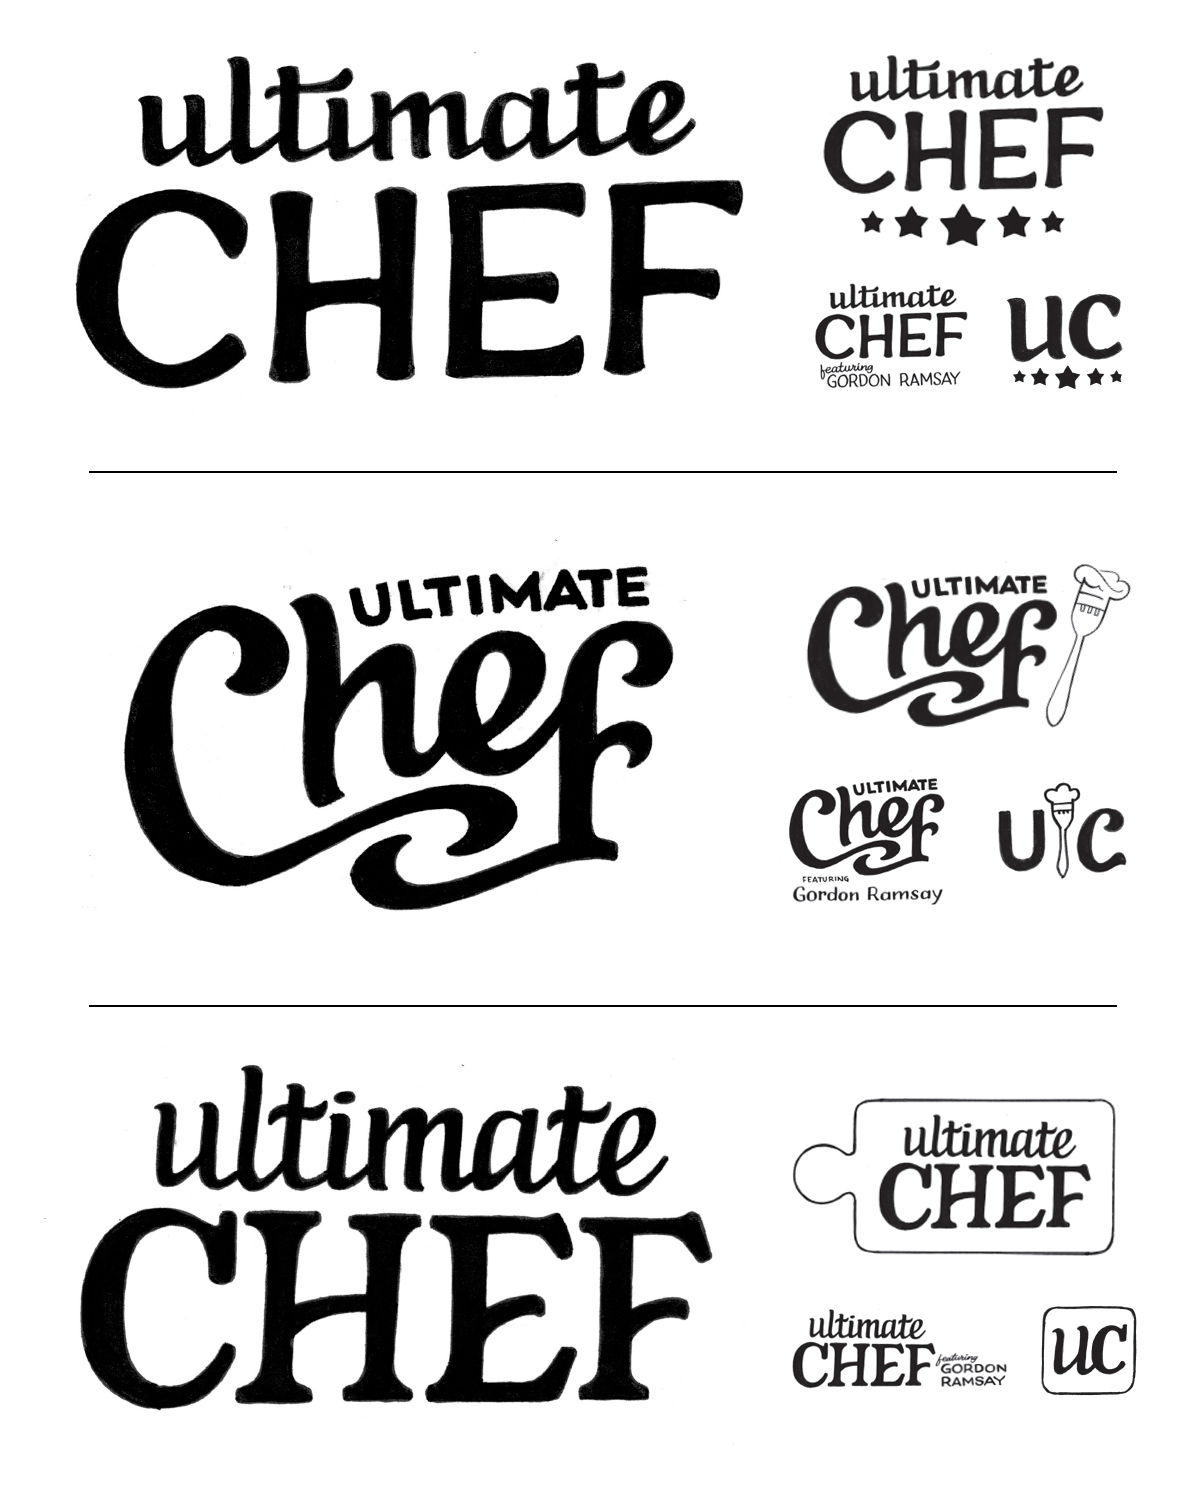 ultimate
CHEF
ultimate
CHEF
ultimate
CHEF
featuring
GORDON RAMSAY
UC
ULTIMATE
Chef
ULTIMATE
Chef
ULTIMATE
Chef
FEATURING
Gordon Ramsay
UC
ultimate
CHEF
ultimate
CHEF
ultimate
CHEF
featuring
GORDON
RAMSAY
UC